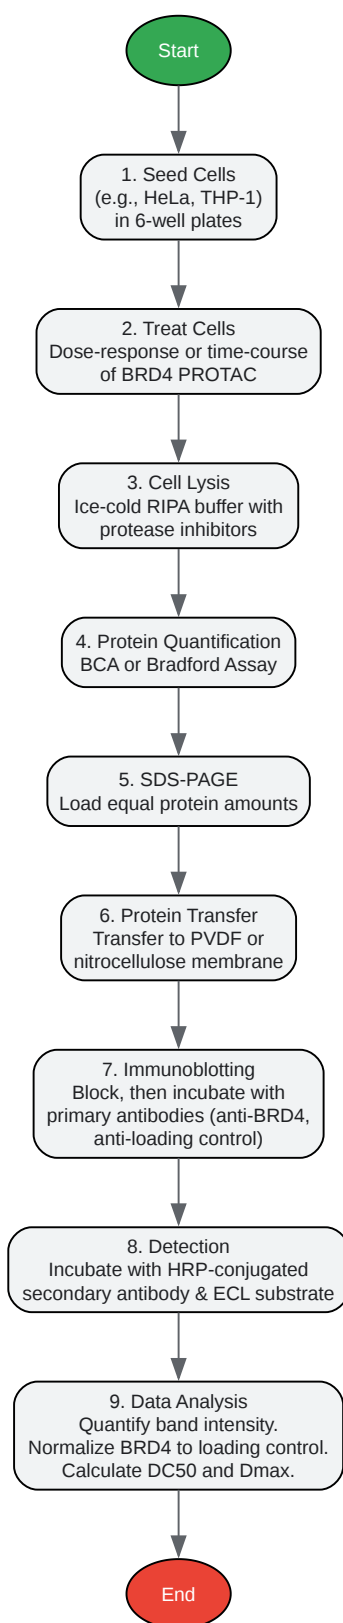 Start
1. Seed Cells
(e.g., HeLa, THP-1)
in 6-well plates
2. Treat Cells
Dose-response or time-course
of BRD4 PROTAC
3. Cell Lysis
Ice-cold RIPA buffer with
protease inhibitors
4. Protein Quantification
BCA or Bradford Assay
5. SDS-PAGE
Load equal protein amounts
6. Protein Transfer
Transfer to PVDF or
nitrocellulose membrane
7. Immunoblotting
Block, then incubate with
primary antibodies (anti-BRD4,
anti-loading control)
8. Detection
Incubate with HRP-conjugated
secondary antibody & ECL substrate
9. Data Analysis
Quantify band intensity.
Normalize BRD4 to loading control.
Calculate DC50 and Dmax.
End